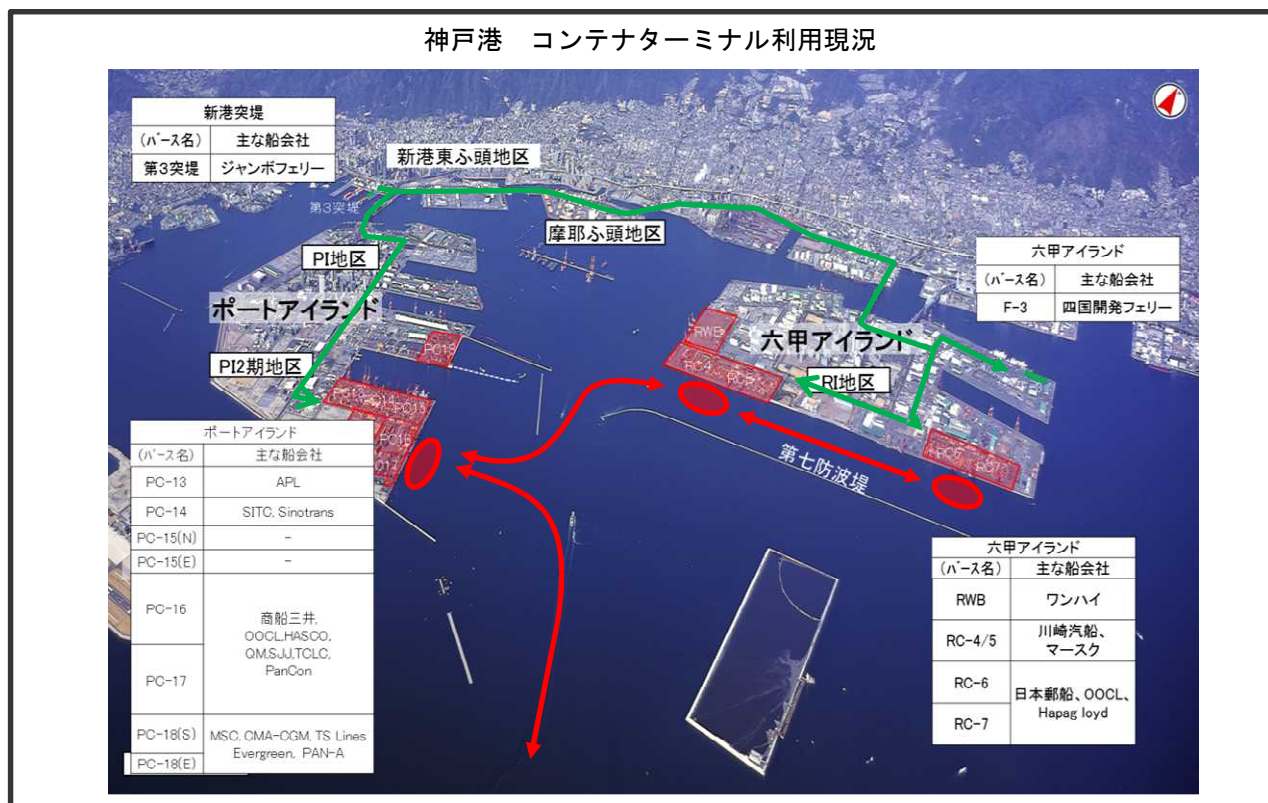 神戸港　コンテナターミナル利用現況
新港突堤
(バース名) 主な船会社
第3突堤 ジャンボフェリー
新港東ふ頭地区
第3突堤
摩耶ふ頭地区
PI地区
ポートアイランド
PI2期地区
六甲アイランド
(バース名) 主な船会社
F-3 四国開発フェリー
RWB
六甲アイランド
RC4
RC5
RI地区
PC18
PC13
PC15
PC16
RC6
RC7
第七防波堤
ポートアイランド
(バース名) 主な船会社
PC-13 APL
PC-14 SITC, Sinotrans
PC-15(N) -
PC-15(E) -
PC-16
PC-17
商船三井,
OOCL,HASCO,
QM,SJJ,TCLC,
PanCon
PC-18(S)
PC-18(E)
MSC, CMA-CGM, TS Lines
Evergreen, PAN-A
六甲アイランド
(バース名) 主な船会社
RWB ワンハイ
RC-4/5 川崎汽船、
マースク
RC-6
RC-7
日本郵船、OOCL、
Hapag loyd